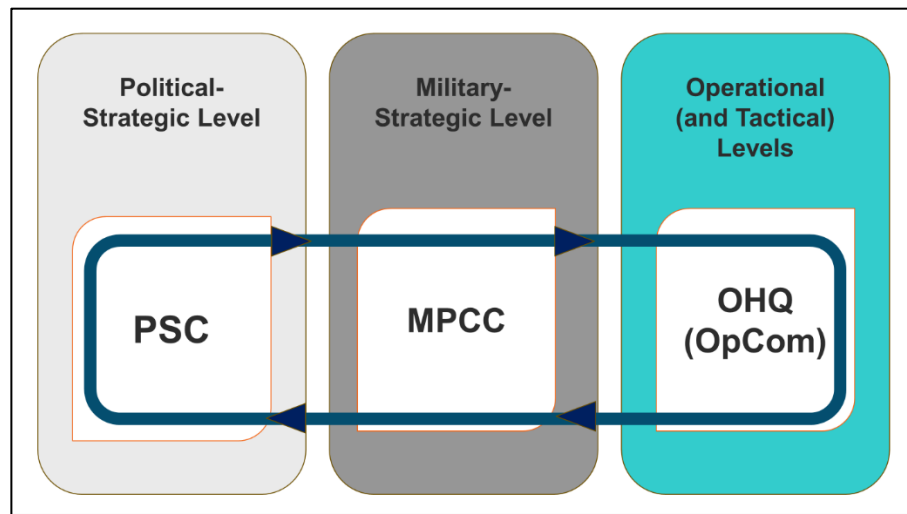 Political-
Strategic Level
Military-
Strategic Level
Operational
(and Tactical)
Levels
PSC
MPCC
OHQ
(OpCom)